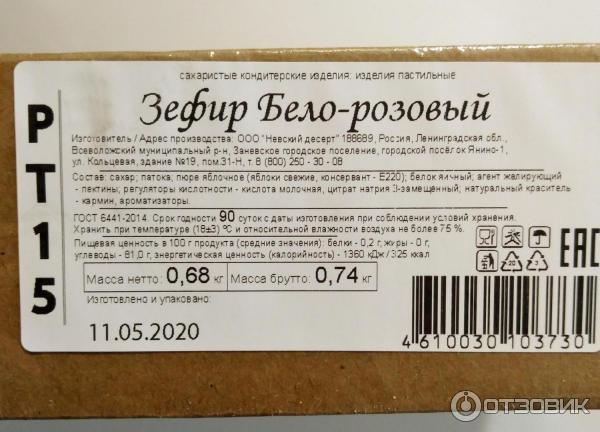 сахаристые кондитерские изделия: изделия пастильные
Зефир Бело-розовый
РТ15
Изготовитель / Адрес производства: ООО "Невский десерт" 188689, Россия, Ленинградская обл.,
Всеволожский муниципальный р-н, Заневское городское поселение, городской посёлок Янино-1,
ул. Кольцевая, здание №19, пом.31-Н, т. 8 (800) 250 - 30 - 08
Состав: сахар; патока; пюре яблочное (яблоки свежие, консервант - Е220); белок яичный; агент желирующий
- пектины; регуляторы кислотности - кислота молочная, цитрат натрия 3-замещенный; натуральный краситель
- кармин, ароматизаторы.
ГОСТ 6441-2014. Срок годности 90 суток с даты изготовления при соблюдении условий хранения.
Хранить при температуре (18±3) °С и относительной влажности воздуха не более 75 %.
Пищевая ценность в 100 г продукта (средние значения): белки - 0,2 г; жиры - 0 г;
углеводы - 81,0 г; энергетическая ценность (калорийность) - 1360 кДж / 325 ккал
Масса нетто: 0,68 кг Масса брутто: 0,74 кг
Изготовлено и упаковано:
11.05.2020
20 3
ЕАС
4 610030 103730
ОТЗОВИК